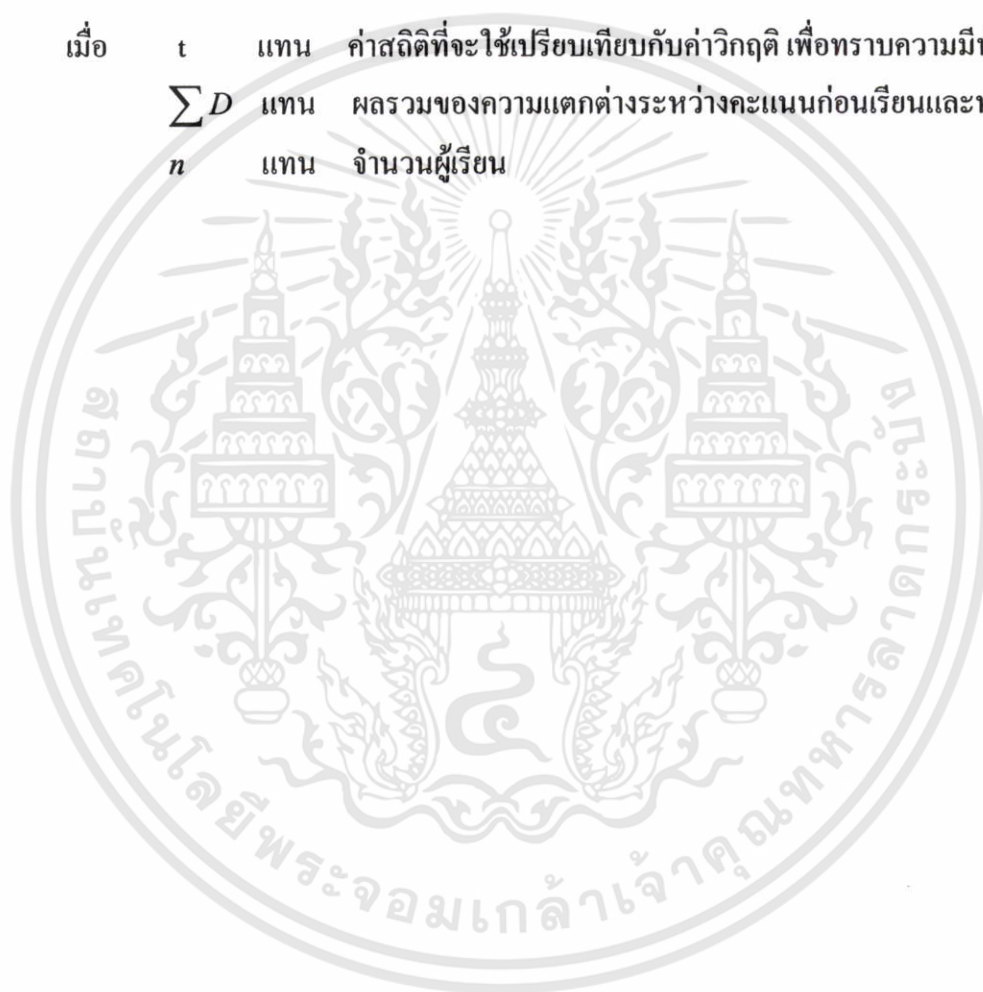 เมื่อ t แทน ค่าสถิติที่จะใช้เปรียบเทียบกับค่าวิกฤติ เพื่อทราบความมี
∑D แทน ผลรวมของความแตกต่างระหว่างคะแนนก่อนเรียนและ
n แทน จำนวนผู้เรียน
สถาบันเทคโนโลยีพระจอมเกล้าเจ้าคุณทหารลาดกระบัง